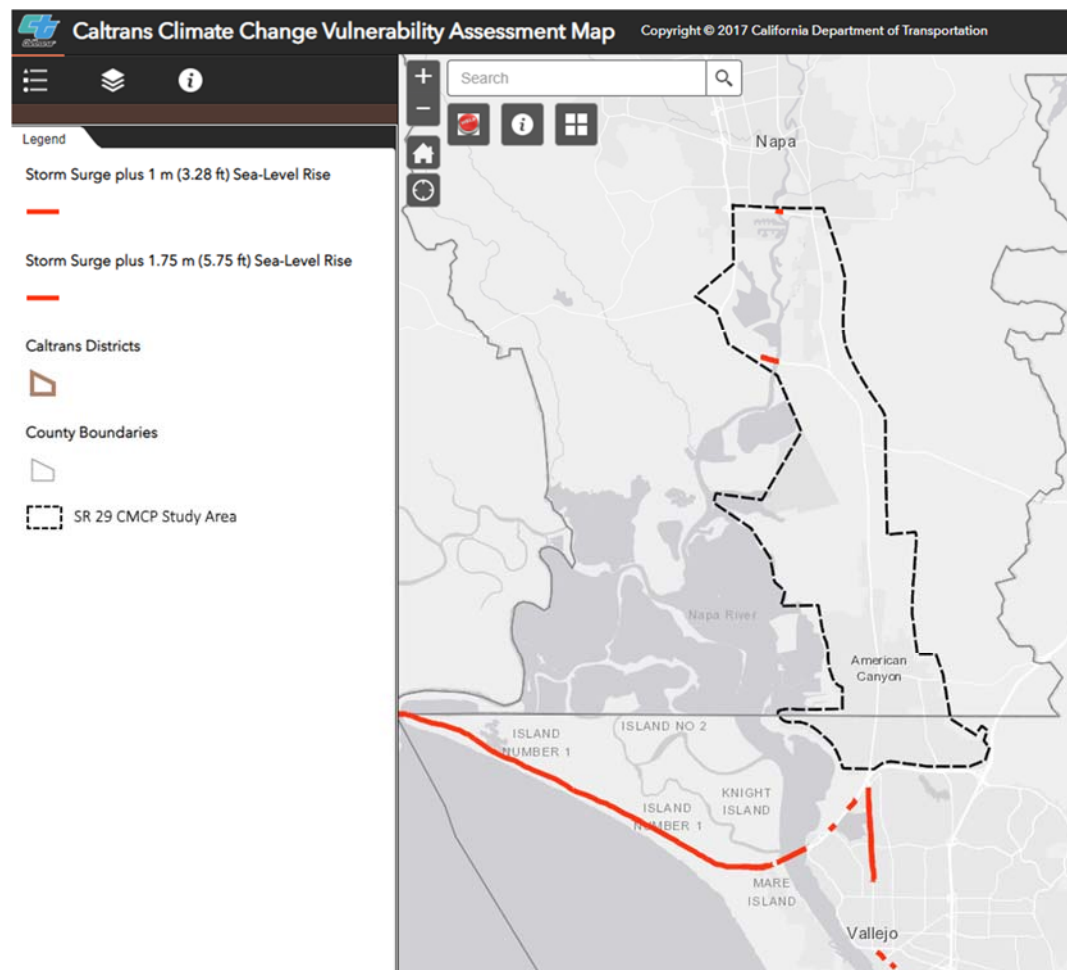 Caltrans Climate Change Vulnerability Assessment Map
Copyright © 2017 California Department of Transportation
Search
Legend
Storm Surge plus 1 m (3.28 ft) Sea-Level Rise
Storm Surge plus 1.75 m (5.75 ft) Sea-Level Rise
Caltrans Districts
County Boundaries
SR 29 CMCP Study Area
Napa
Napa River
American
Canyon
ISLAND
NUMBER 1
ISLAND NO 2
KNIGHT
ISLAND
ISLAND
NUMBER 1
MARE
ISLAND
Vallejo